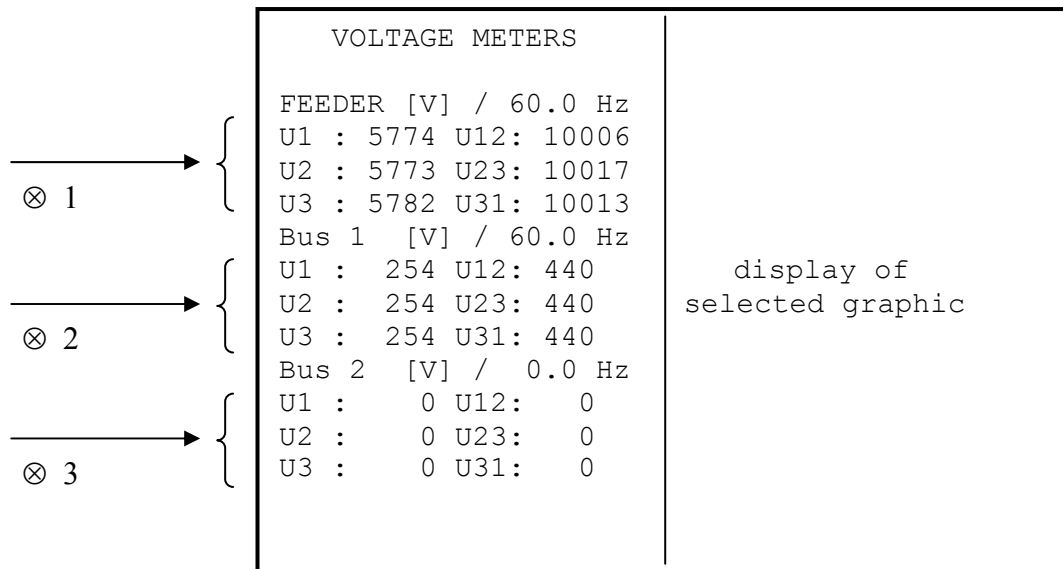 VOLTAGE METERS
FEEDER [V] / 60.0 Hz
U1 : 5774 U12: 10006
U2 : 5773 U23: 10017
U3 : 5782 U31: 10013
⊗ 1
Bus 1 [V] / 60.0 Hz
U1 : 254 U12: 440
U2 : 254 U23: 440
U3 : 254 U31: 440
⊗ 2
Bus 2 [V] / 0.0 Hz
U1 : 0 U12: 0
U2 : 0 U23: 0
U3 : 0 U31: 0
⊗ 3
display of
selected graphic